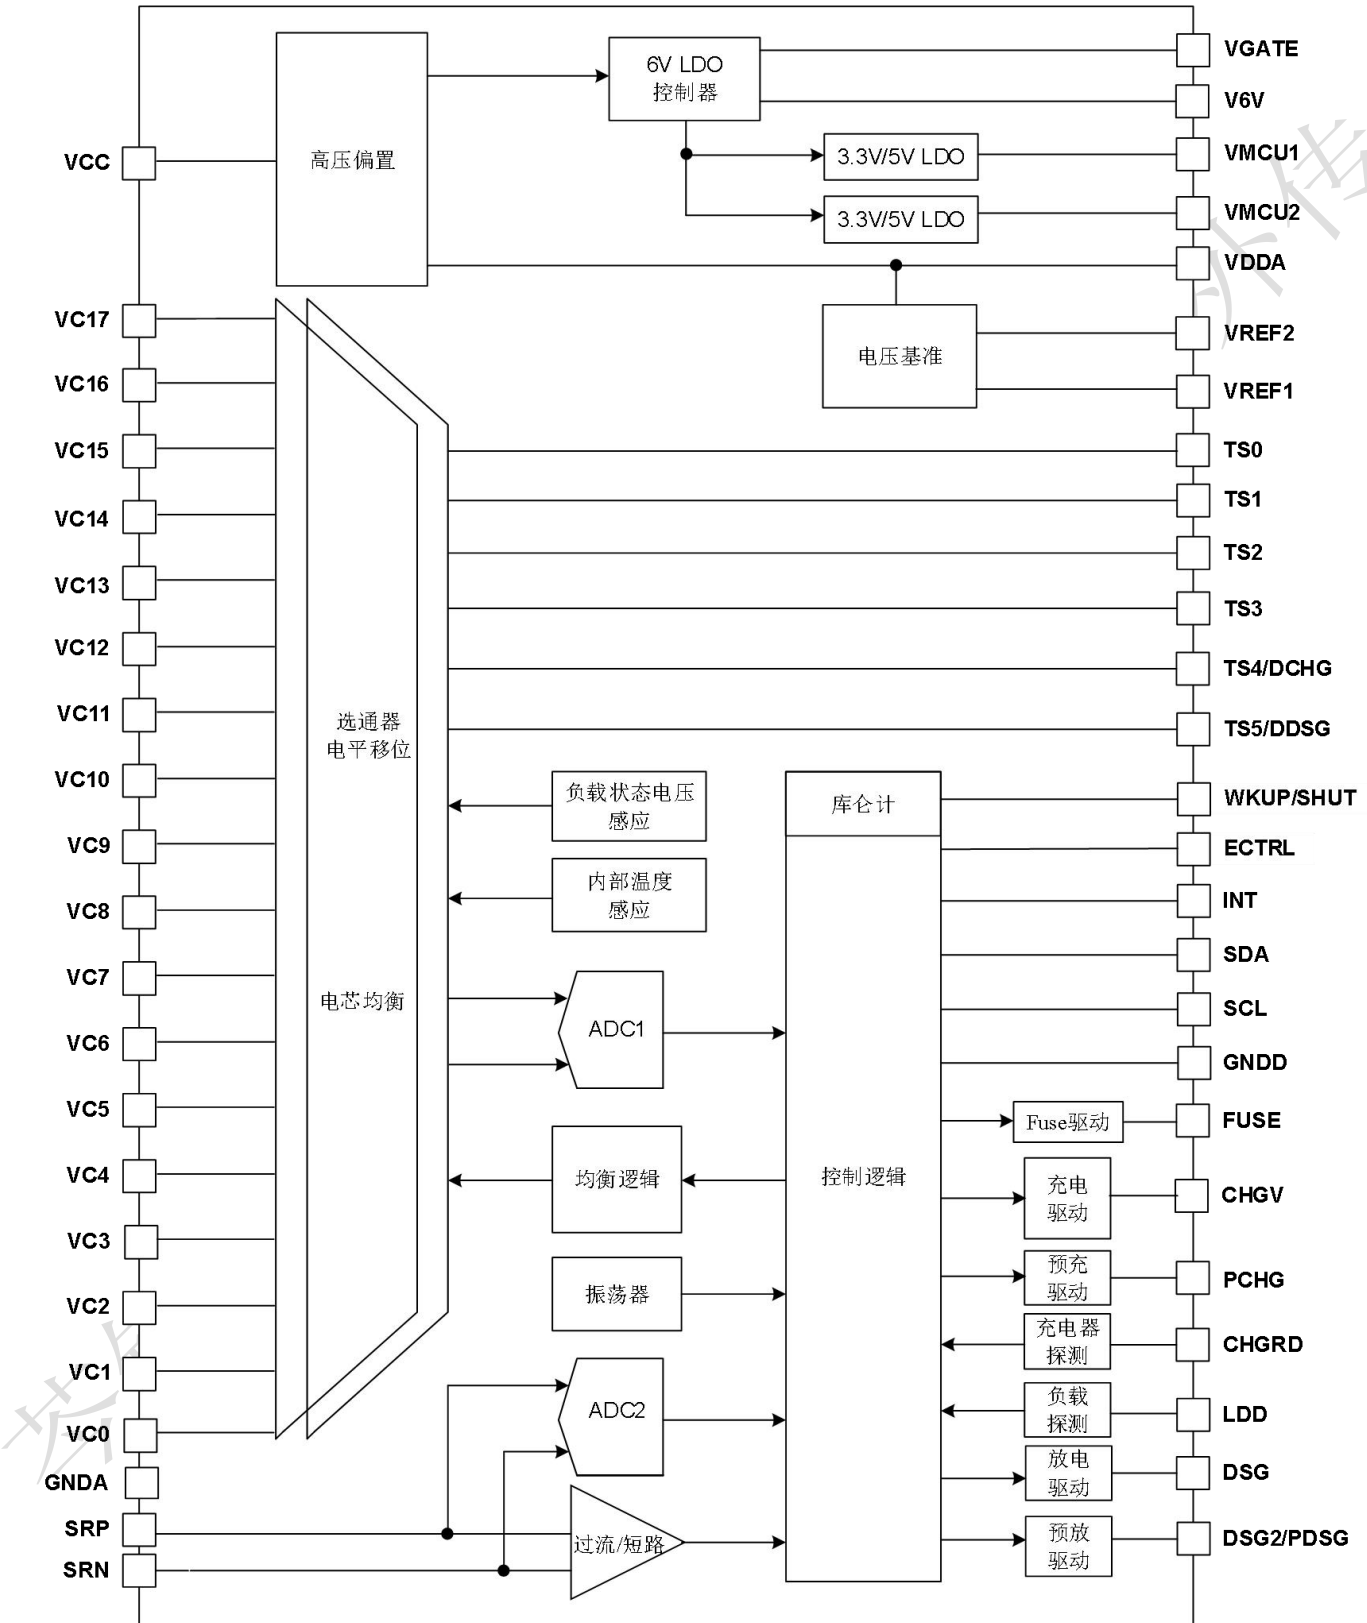 VCC
VC17
VC16
VC15
VC14
VC13
VC12
VC11
VC10
VC9
VC8
VC7
VC6
VC5
VC4
VC3
VC2
VC1
VC0
GNDA
SRP
SRN
高压偏置
6V LDO
控制器
3.3V/5V LDO
3.3V/5V LDO
电压基准
选通器
电平移位
电芯均衡
负载状态电压
感应
内部温度
感应
ADC1
均衡逻辑
振荡器
ADC2
过流/短路
库仑计
控制逻辑
Fuse驱动
充电
驱动
预充
驱动
充电器
探测
负载
探测
放电
驱动
预放
驱动
VGATE
V6V
VMCU1
VMCU2
VDDA
VREF2
VREF1
TS0
TS1
TS2
TS3
TS4/DCHG
TS5/DDSG
WKUP/SHUT
ECTRL
INT
SDA
SCL
GNDD
FUSE
CHGV
PCHG
CHGRD
LDD
DSG
DSG2/PDSG
外传